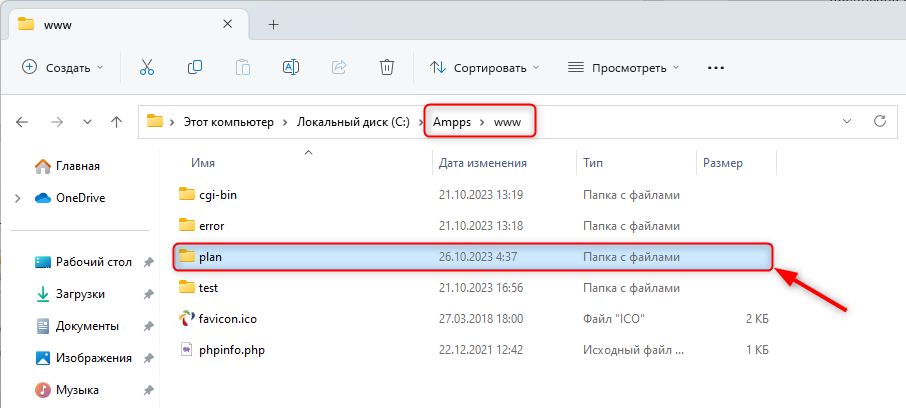 www
Создать
Сортировать
Просмотреть
Этот компьютер
Локальный диск (C:)
Ampps
www
Главная
OneDrive
Рабочий стол
Загрузки
Документы
Изображения
Музыка
Имя Дата изменения Тип Размер
cgi-bin 21.10.2023 13:19 Папка с файлами
error 21.10.2023 13:18 Папка с файлами
plan 26.10.2023 4:37 Папка с файлами
test 21.10.2023 16:56 Папка с файлами
favicon.ico 27.03.2018 18:00 Файл "ICO" 2 КБ
phpinfo.php 22.12.2021 12:42 Исходный файл ... 1 КБ